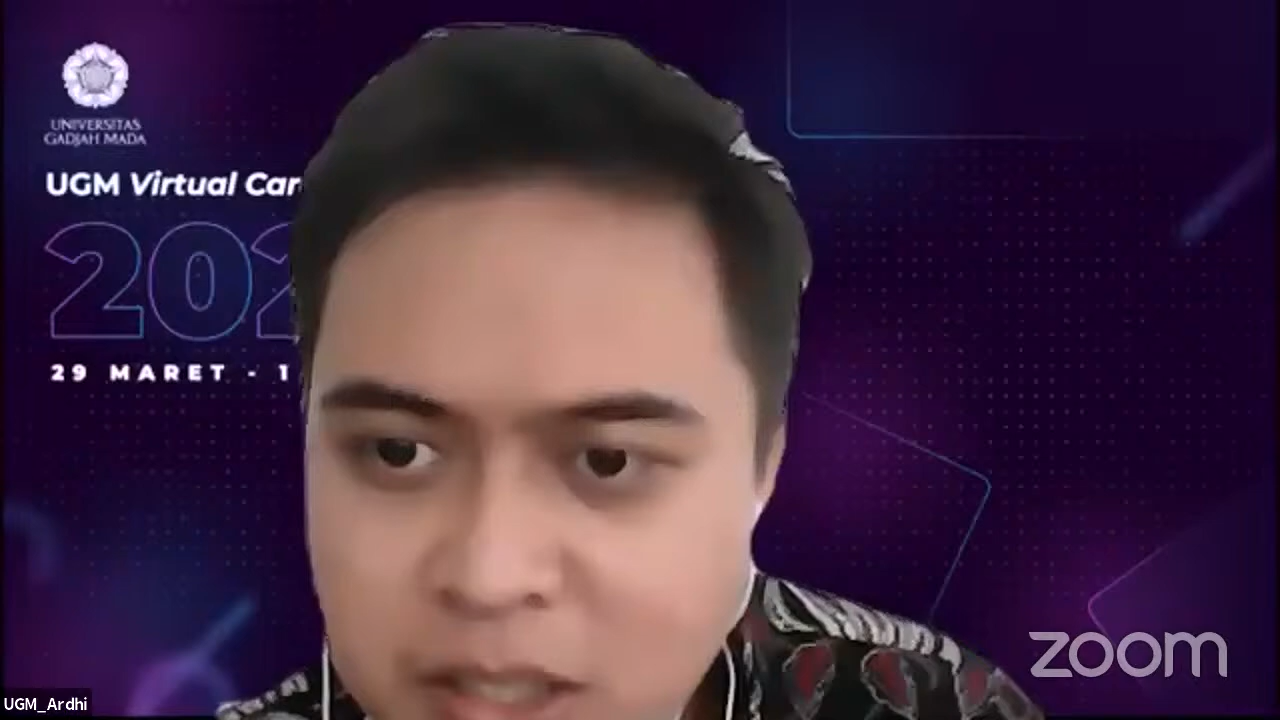 UNIVERSITAS
GADJAH MADA
UGM Virtual Car
202
29 MARET - 1
zoom
UGM_Ardhi